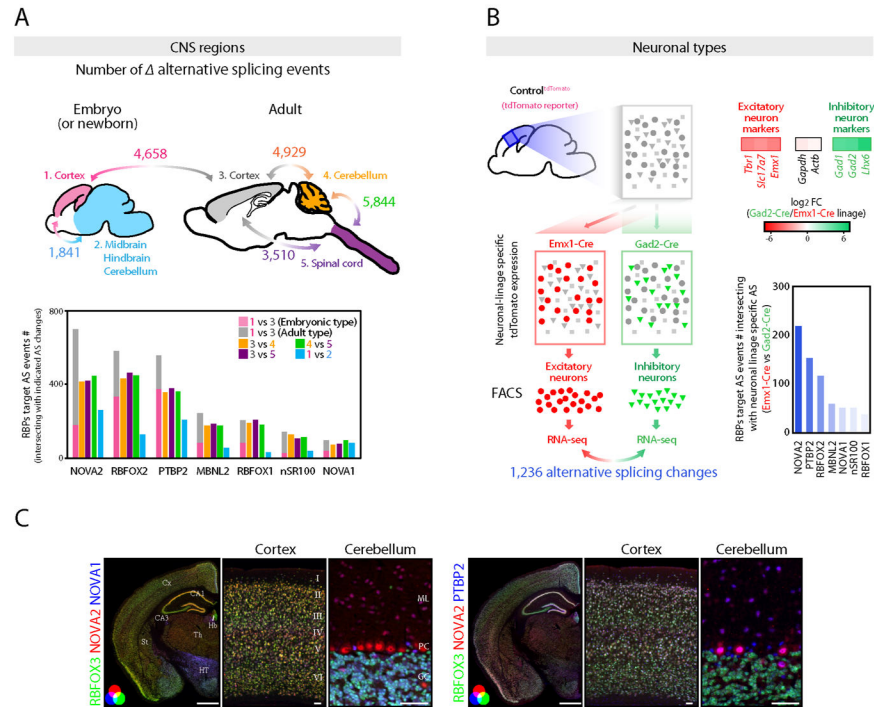 A
CNS regions
Number of Δ alternative splicing events
Embryo
(or newborn)
Adult
4,658
4,929
1. Cortex
3. Cortex
4. Cerebellum
5,844
2. Midbrain
Hindbrain
Cerebellum
1,841
3,510
5. Spinal cord
RBPs target AS events #
(intersecting with indicated AS changes)
800
400
0
1 vs 3 (Embryonic type)
1 vs 3 (Adult type)
3 vs 4
4 vs 5
3 vs 5
1 vs 2
NOVA2
RBFOX2
PTBP2
MBNL2
RBFOX1
nSR100
NOVA1
B
Neuronal types
Control tdTomato
(tdTomato reporter)
Excitatory
neuron
markers
Inhibitory
neuron
markers
Tbr1
Slc17a7
Emx1
Gapdh
Actb
Gad1
Gad2
Lhx6
log2 FC
(Gad2-Cre/Emx1-Cre linage)
-6
0
6
Neuronal-linage specific
tdTomato expression
Emx1-Cre
Gad2-Cre
Excitatory
neurons
Inhibitory
neurons
FACS
RNA-seq
RNA-seq
1,236 alternative splicing changes
RBPs target AS events # intersecting
with neuronal linage specific AS
(Emx1-Cre vs Gad2-Cre)
300
200
100
0
NOVA2
PTBP2
RBFOX2
MBNL2
NOVA1
nSR100
RBFOX1
C
RBFOX3 NOVA2 NOVA1
Cx
CA1
CA3
Hb
Th
St
HT
Cortex
I
II
III
IV
V
VI
Cerebellum
ML
PC
GC
RBFOX3 NOVA2 PTBP2
Cortex
Cerebellum